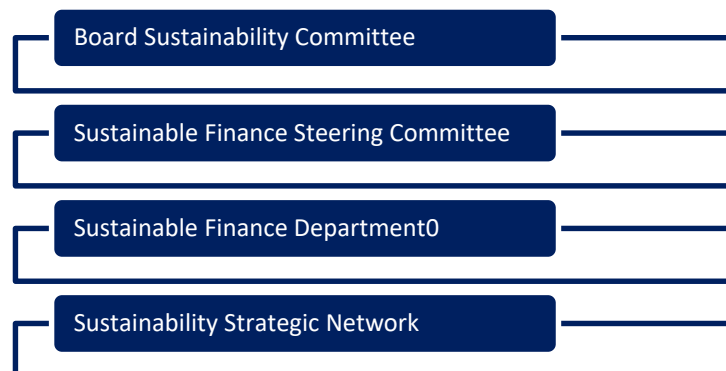 Board Sustainability Committee
Sustainable Finance Steering Committee
Sustainable Finance Department0
Sustainability Strategic Network